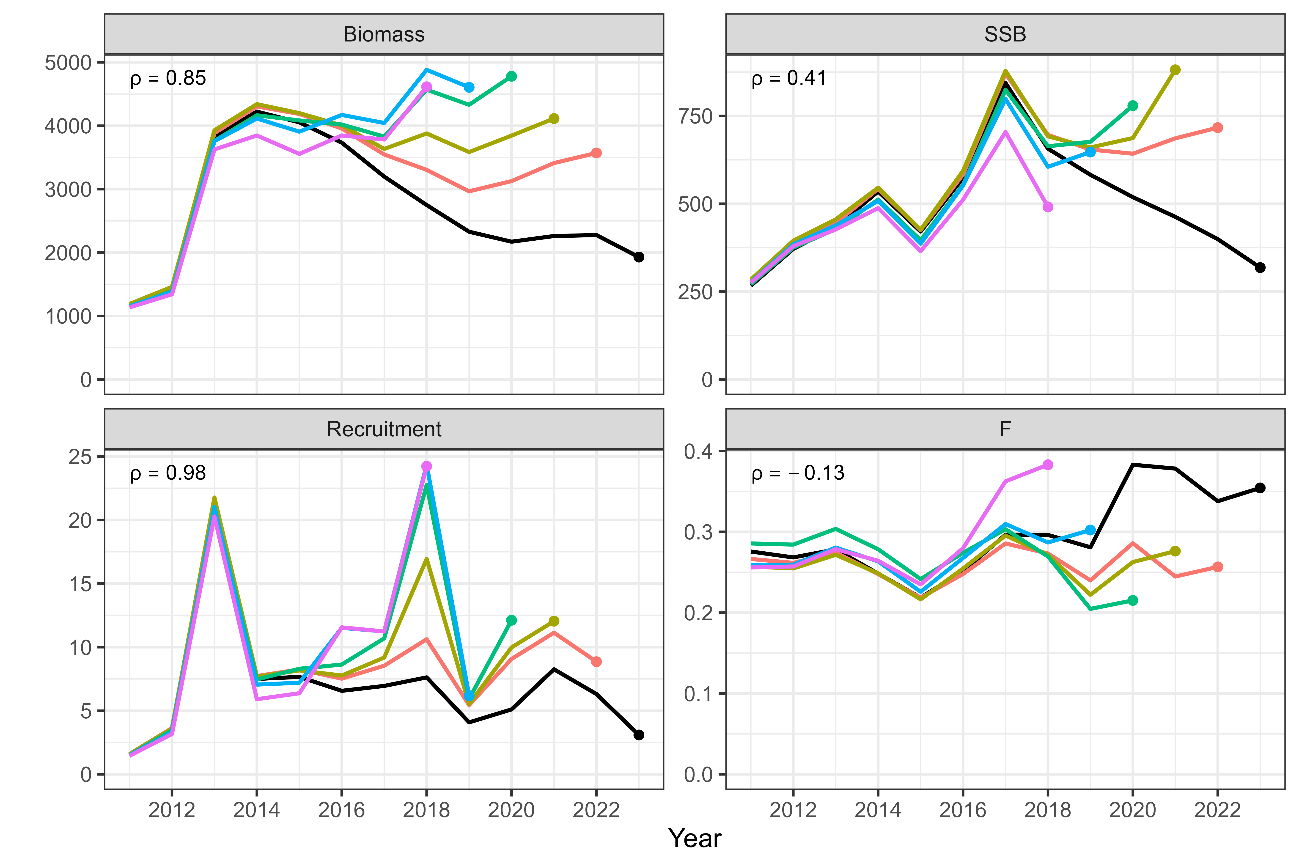 Biomass
SSB
ρ = 0.85
ρ = 0.41
5000
4000
3000
2000
1000
0
750
500
250
0
Recruitment
F
ρ = 0.98
ρ = − 0.13
25
20
15
10
5
0
0.4
0.3
0.2
0.1
0.0
2012 2014 2016 2018 2020 2022
2012 2014 2016 2018 2020 2022
Year